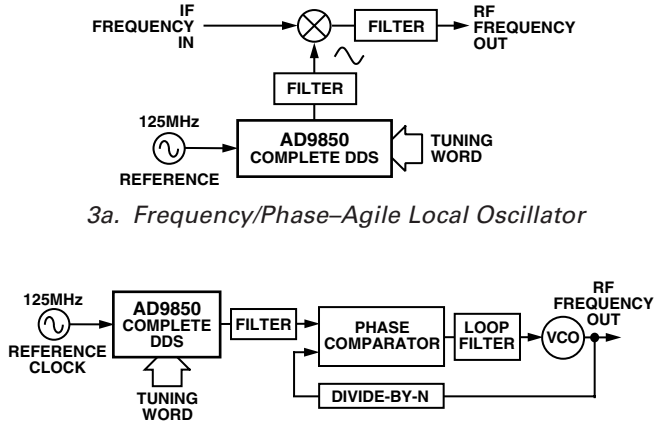 IF
FREQUENCY
IN
FILTER
RF
FREQUENCY
OUT
FILTER
125MHz
REFERENCE
AD9850
COMPLETE DDS
TUNING
WORD
3a. Frequency/Phase–Agile Local Oscillator
125MHz
REFERENCE
CLOCK
AD9850
COMPLETE
DDS
TUNING
WORD
FILTER
PHASE
COMPARATOR
LOOP
FILTER
VCO
RF
FREQUENCY
OUT
DIVIDE-BY-N